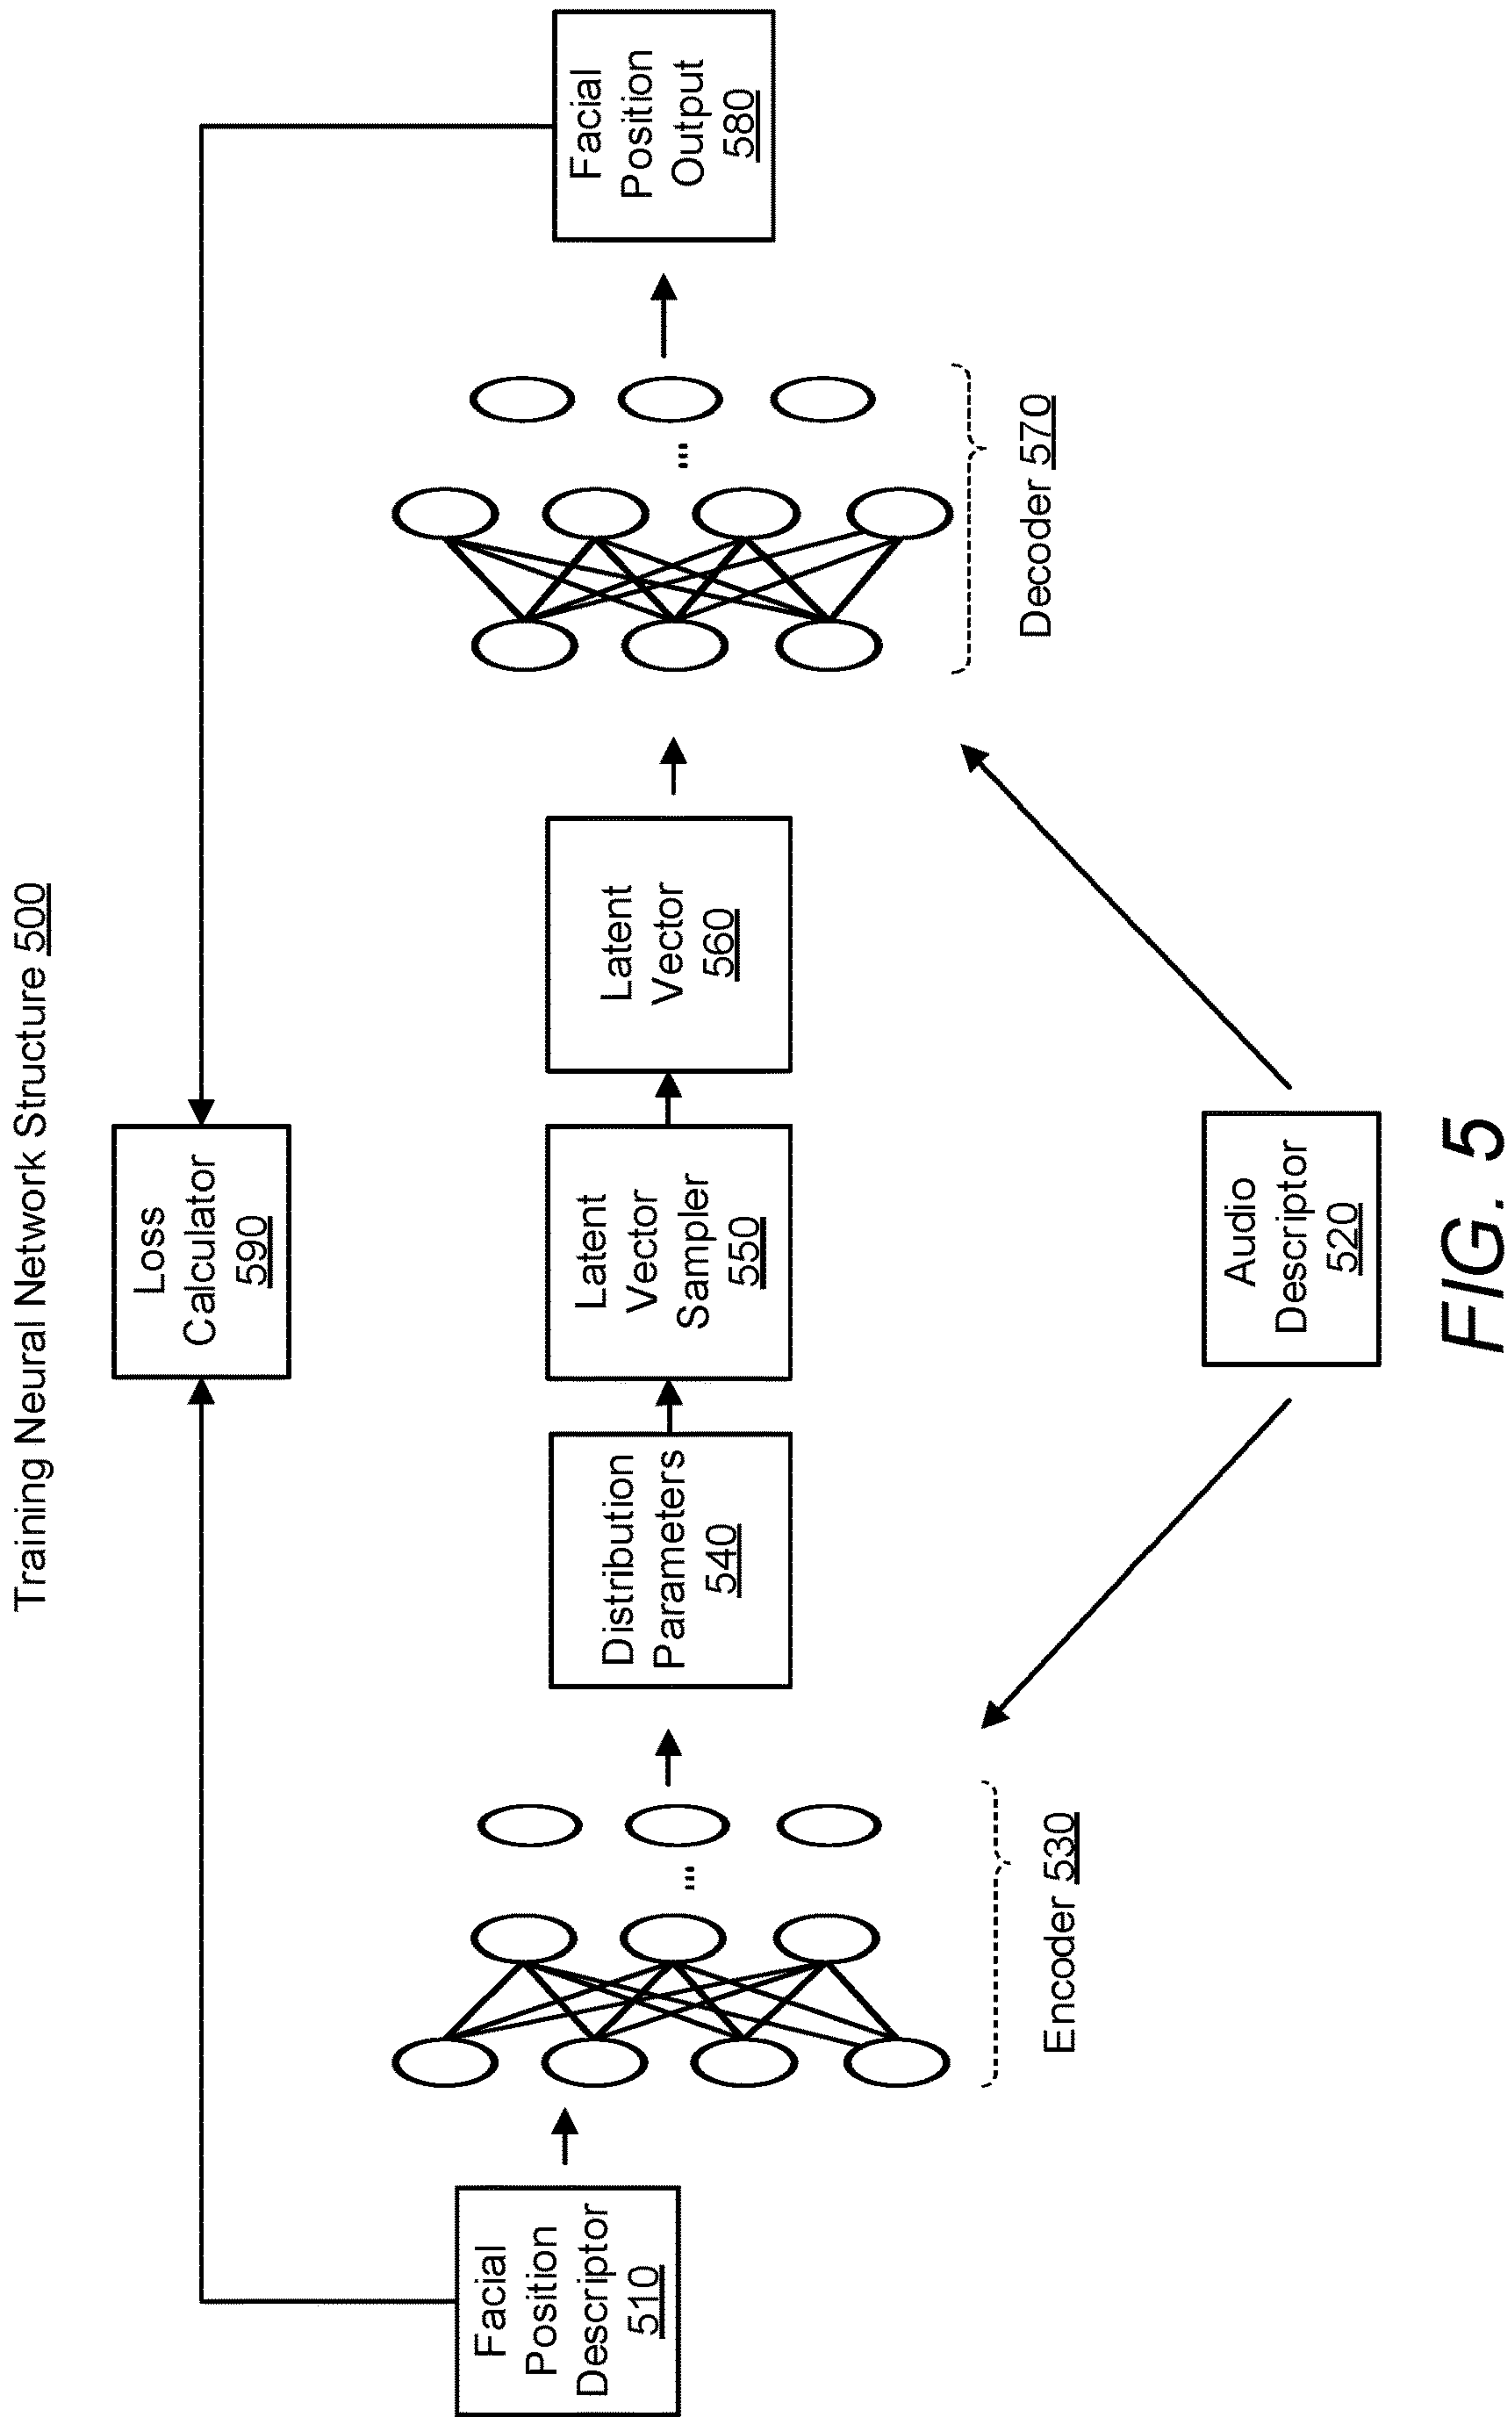 Training Neural Network Structure 500
Loss
Calculator
590
Facial
Position
Descriptor
510
...
Encoder 530
Distribution
Parameters
540
Latent
Vector
Sampler
550
Latent
Vector
560
...
Decoder 570
Facial
Position
Output
580
Audio
Descriptor
520
FIG. 5